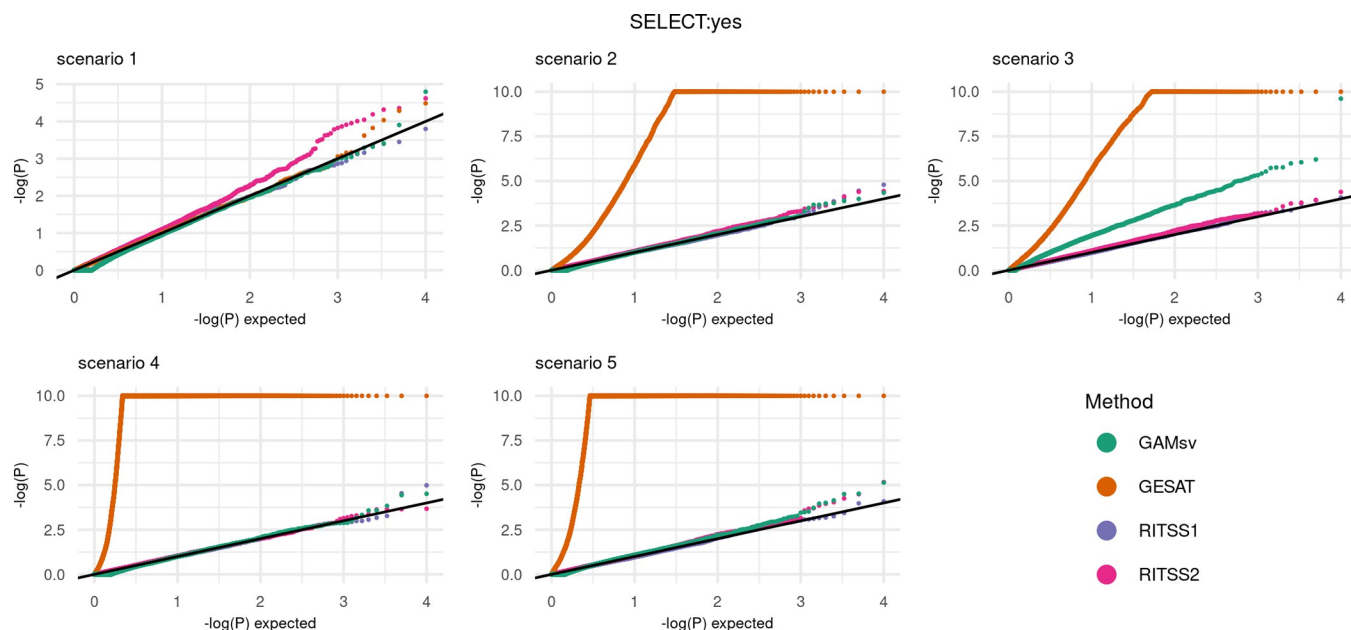 SELECT:yes
scenario 1
5
4
3
2
1
0
-log(P)
0 1 2 3 4
-log(P) expected
scenario 2
10.0
7.5
5.0
2.5
0.0
-log(P)
0 1 2 3 4
-log(P) expected
scenario 3
10.0
7.5
5.0
2.5
0.0
-log(P)
0 1 2 3 4
-log(P) expected
scenario 4
10.0
7.5
5.0
2.5
0.0
-log(P)
0 1 2 3 4
-log(P) expected
scenario 5
10.0
7.5
5.0
2.5
0.0
-log(P)
0 1 2 3 4
-log(P) expected
Method
GAMsv
GESAT
RITSS1
RITSS2